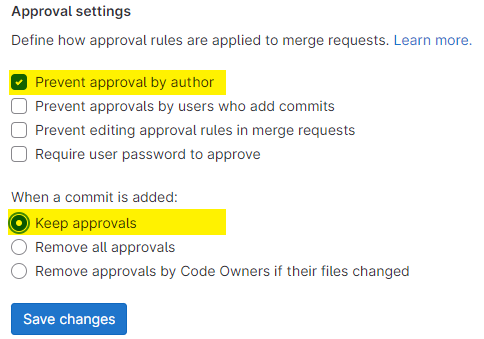 Approval settings
Define how approval rules are applied to merge requests. Learn more.
Prevent approval by author
Prevent approvals by users who add commits
Prevent editing approval rules in merge requests
Require user password to approve
When a commit is added:
Keep approvals
Remove all approvals
Remove approvals by Code Owners if their files changed
Save changes